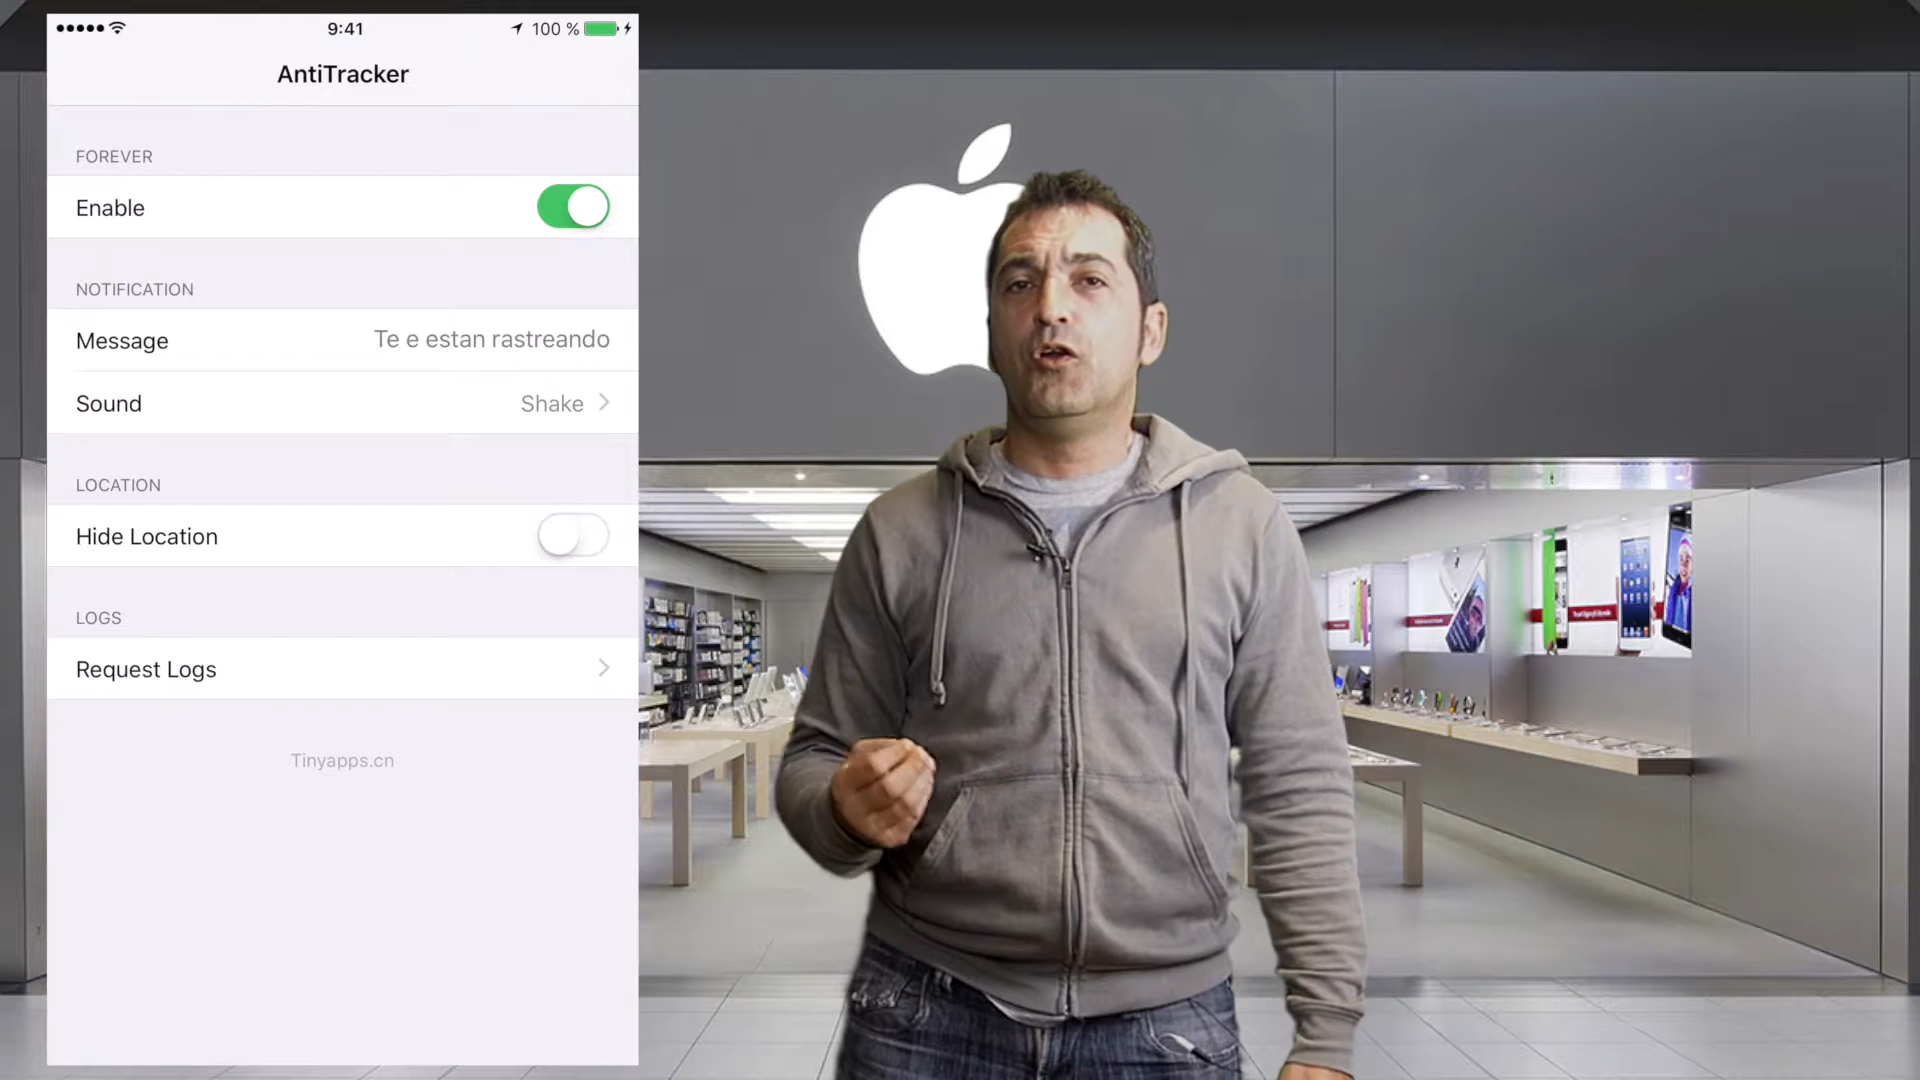 9:41
100 %
AntiTracker
FOREVER
Enable
NOTIFICATION
Message Te e estan rastreando
Sound Shake
LOCATION
Hide Location
LOGS
Request Logs
Tinyapps.cn